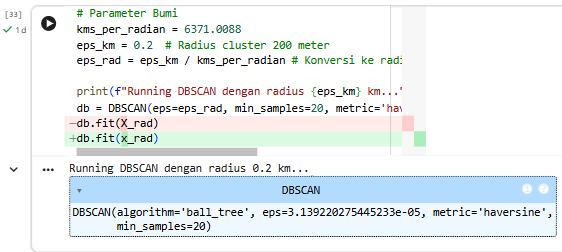 [33]
1d
# Parameter Bumi
kms_per_radian = 6371.0088
eps_km = 0.2  # Radius cluster 200 meter
eps_rad = eps_km / kms_per_radian # Konversi ke radi
print(f"Running DBSCAN dengan radius {eps_km} km..."
db = DBSCAN(eps=eps_rad, min_samples=20, metric='hav
−db.fit(X_rad)
+db.fit(x_rad)
Running DBSCAN dengan radius 0.2 km...
DBSCAN
DBSCAN(algorithm='ball_tree', eps=3.139220275445233e-05, metric='haversine',
min_samples=20)